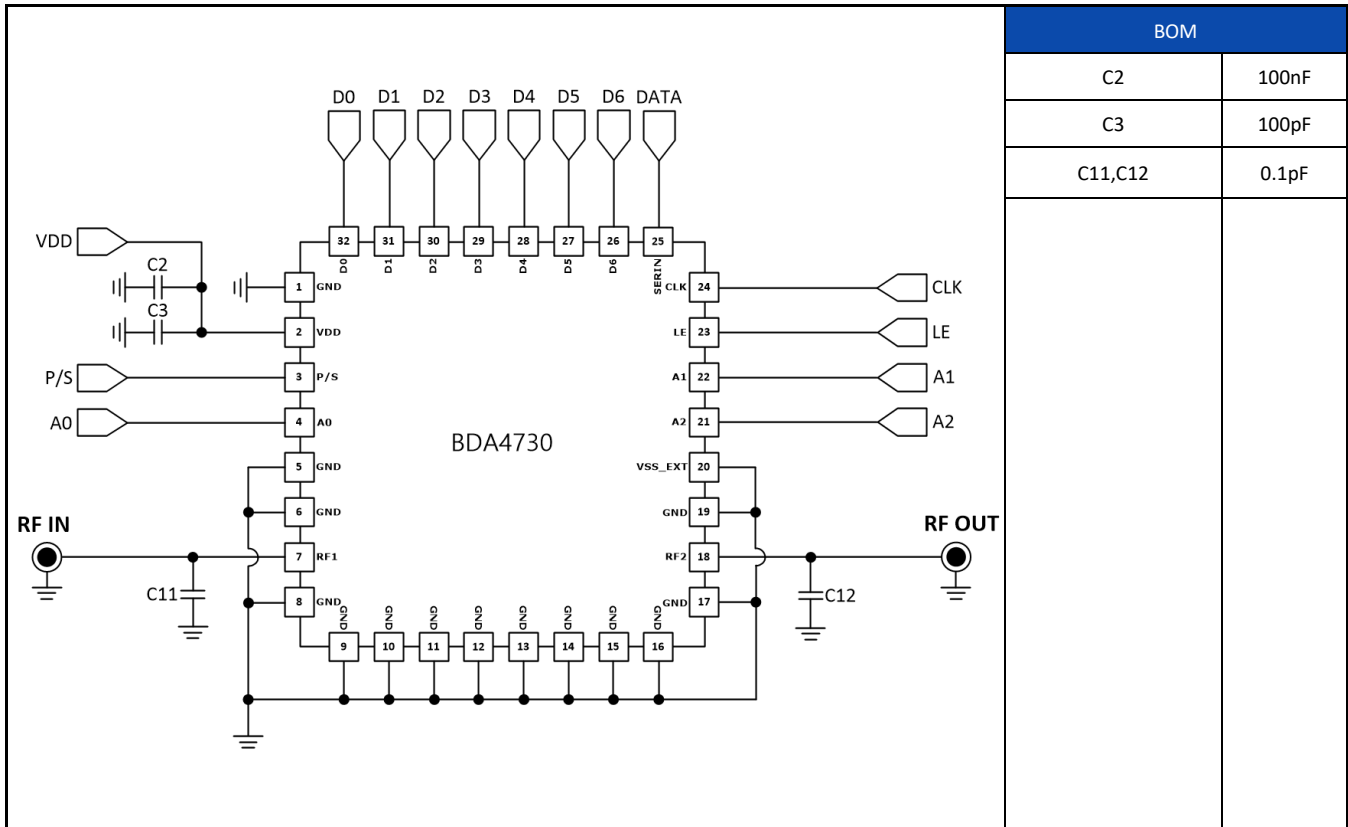 BOM
C2 100nF
C3 100pF
C11,C12 0.1pF
D0 D1 D2 D3 D4 D5 D6 DATA
32 31 30 29 28 27 26 25
D0 D1 D2 D3 D4 D5 D6 SERIN
VDD
C2
C3
P/S
A0
1 GND
2 VDD
3 P/S
4 A0
5 GND
6 GND
7 RF1
8 GND
BDA4730
CLK 24 CLK
LE 23 LE
A1 22 A1
A2 21 A2
VSS_EXT 20
GND 19
RF2 18
GND 17
RF IN
C11
RF OUT
C12
GND GND GND GND GND GND GND GND
9 10 11 12 13 14 15 16